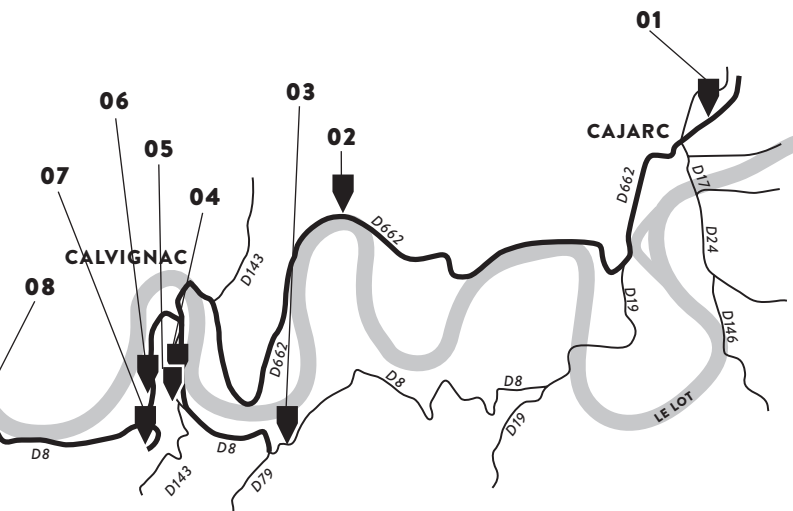 01
06
03
CAJARC
02
05
07
D662
D17
04
D662
D24
CALVIGNAC
D143
08
D19
D146
D662
D8
D8
LE LOT
D19
D8
D8
D143
D79